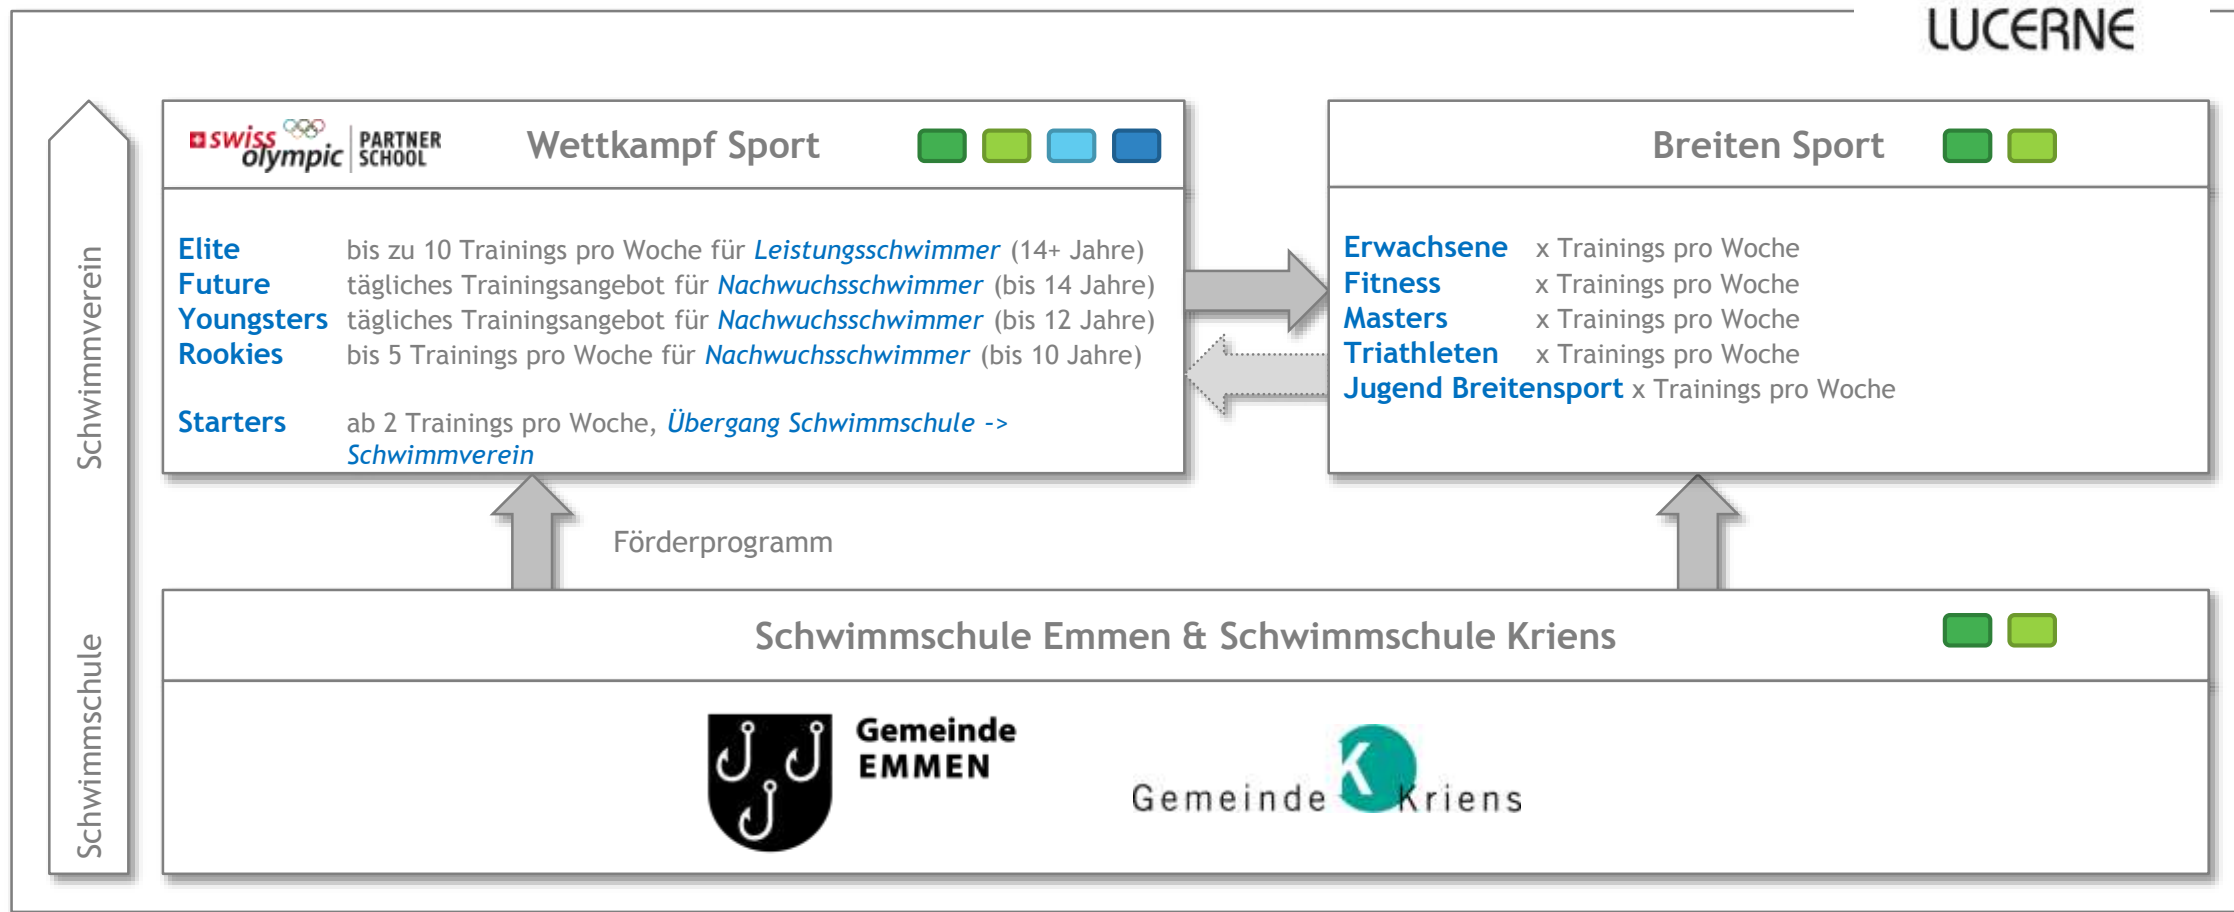 LUCERNE
Schwimmverein
Schwimmschule
swiss olympic PARTNER SCHOOL
Wettkampf Sport
Elite bis zu 10 Trainings pro Woche für Leistungsschwimmer (14+ Jahre)
Future tägliches Trainingsangebot für Nachwuchsschwimmer (bis 14 Jahre)
Youngsters tägliches Trainingsangebot für Nachwuchsschwimmer (bis 12 Jahre)
Rookies bis 5 Trainings pro Woche für Nachwuchsschwimmer (bis 10 Jahre)
Starters ab 2 Trainings pro Woche, Übergang Schwimmschule ->
Schwimmverein
Breiten Sport
Erwachsene x Trainings pro Woche
Fitness x Trainings pro Woche
Masters x Trainings pro Woche
Triathleten x Trainings pro Woche
Jugend Breitensport x Trainings pro Woche
Förderprogramm
Schwimmschule Emmen & Schwimmschule Kriens
Gemeinde
EMMEN
Gemeinde K Kriens